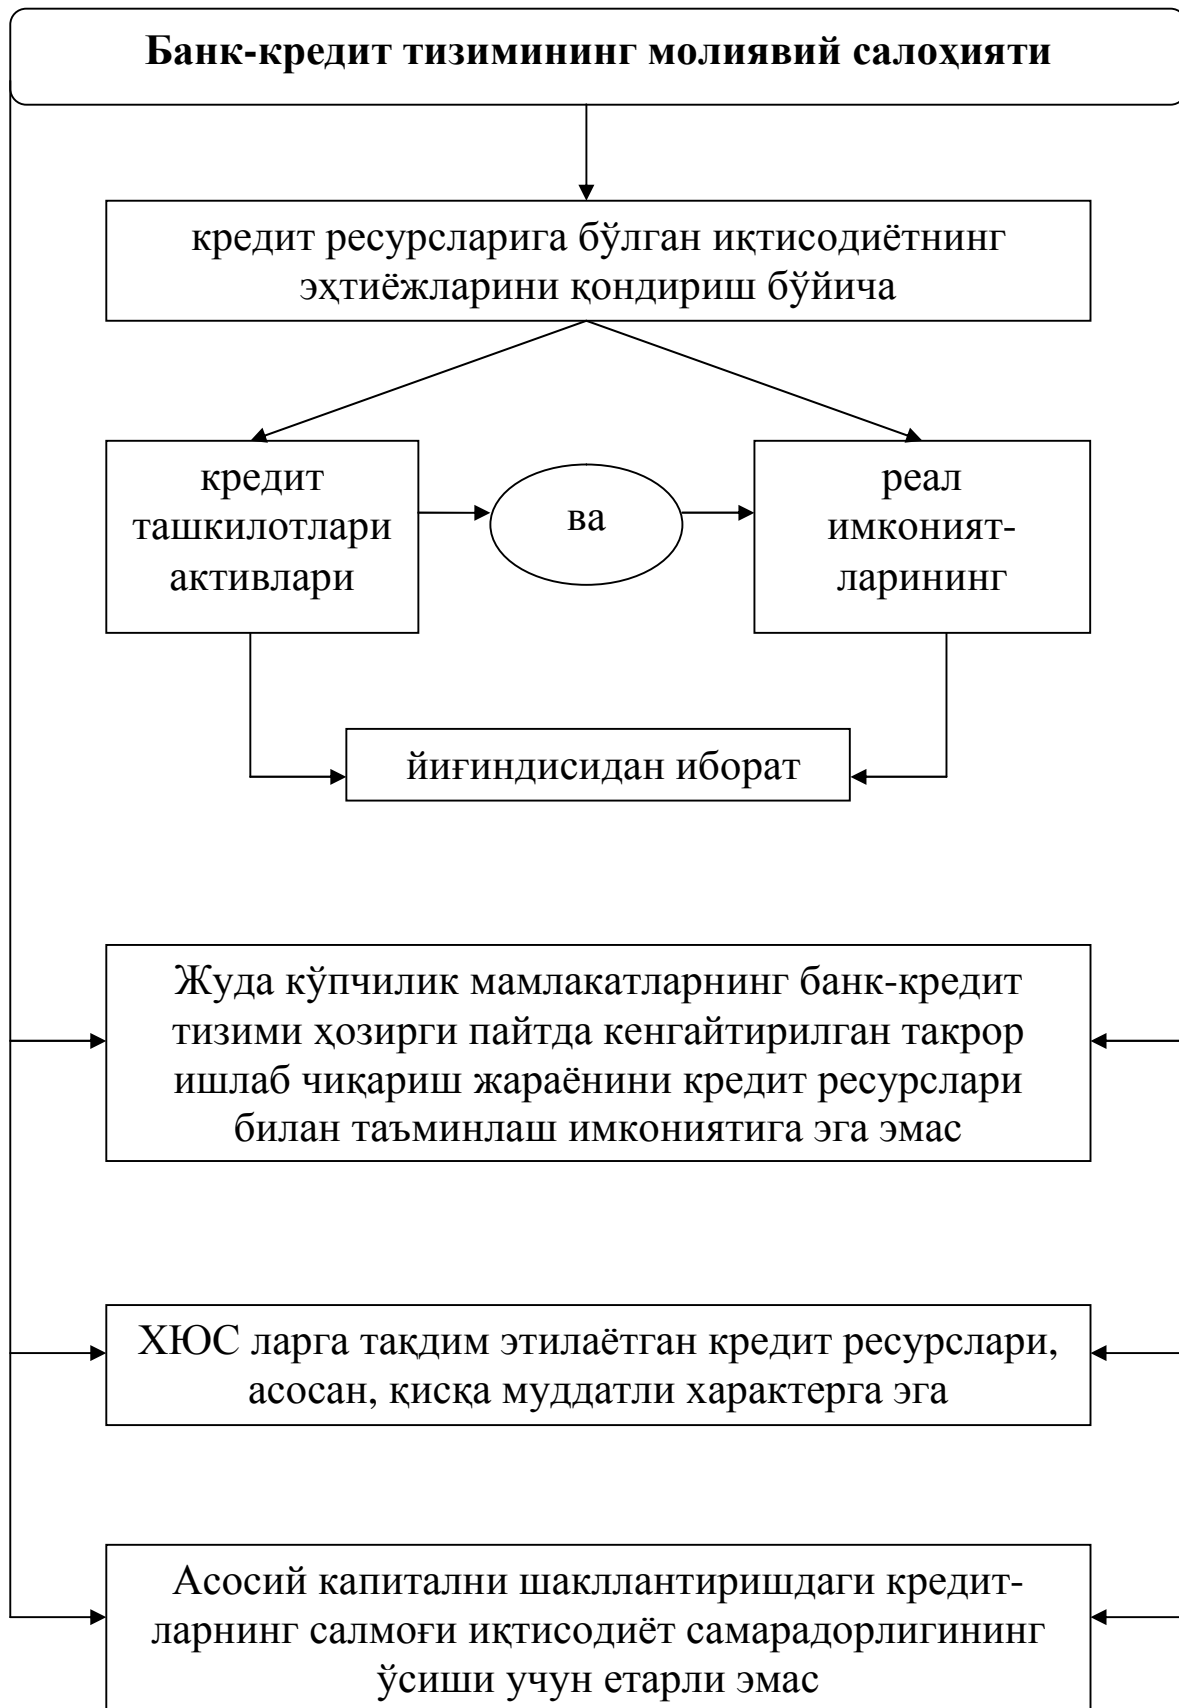 Банк-кредит тизимининг молиявий салоҳияти
кредит ресурсларига бўлган иқтисодиётнинг
эҳтиёжларини қондириш бўйича
кредит
ташкилотлари
активлари
ва
реал
имконият-
ларининг
йиғиндисидан иборат
Жуда кўпчилик мамлакатларнинг банк-кредит
тизими ҳозирги пайтда кенгайтирилган такрор
ишлаб чиқариш жараёнини кредит ресурслари
билан таъминлаш имкониятига эга эмас
ХЮС ларга тақдим этилаётган кредит ресурслари,
асосан, қисқа муддатли характерга эга
Асосий капитални шакллантиришдаги кредит-
ларнинг салмоғи иқтисодиёт самарадорлигининг
ўсиши учун етарли эмас